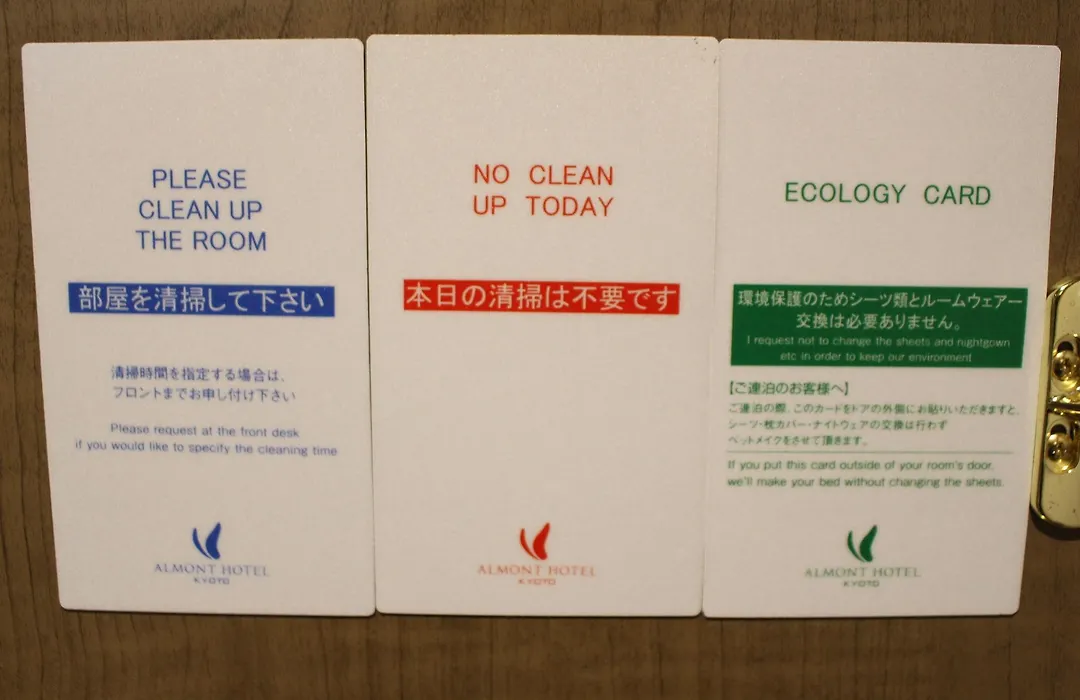 PLEASE
CLEAN UP
THE ROOM
部屋を清掃して下さい
清掃時間を指定する場合は、
フロントまでお申し付け下さい
Please request at the front desk
if you would like to specify the cleaning time
ALMONT HOTEL
KYOTO
NO CLEAN
UP TODAY
本日の清掃は不要です
ALMONT HOTEL
KYOTO
ECOLOGY CARD
環境保護のためシーツ類とルームウェアー
交換は必要ありません。
I request not to change the sheets and nightgown
etc in order to keep our environment
【ご連泊のお客様へ】
ご連泊の際、このカードをドアの外側にお貼りいただきますと、
シーツ・枕カバー・ナイトウェアの交換は行わず
ベットメイクをさせて頂きます。
If you put this card outside of your room's door,
we'll make your bed without changing the sheets.
ALMONT HOTEL
KYOTO